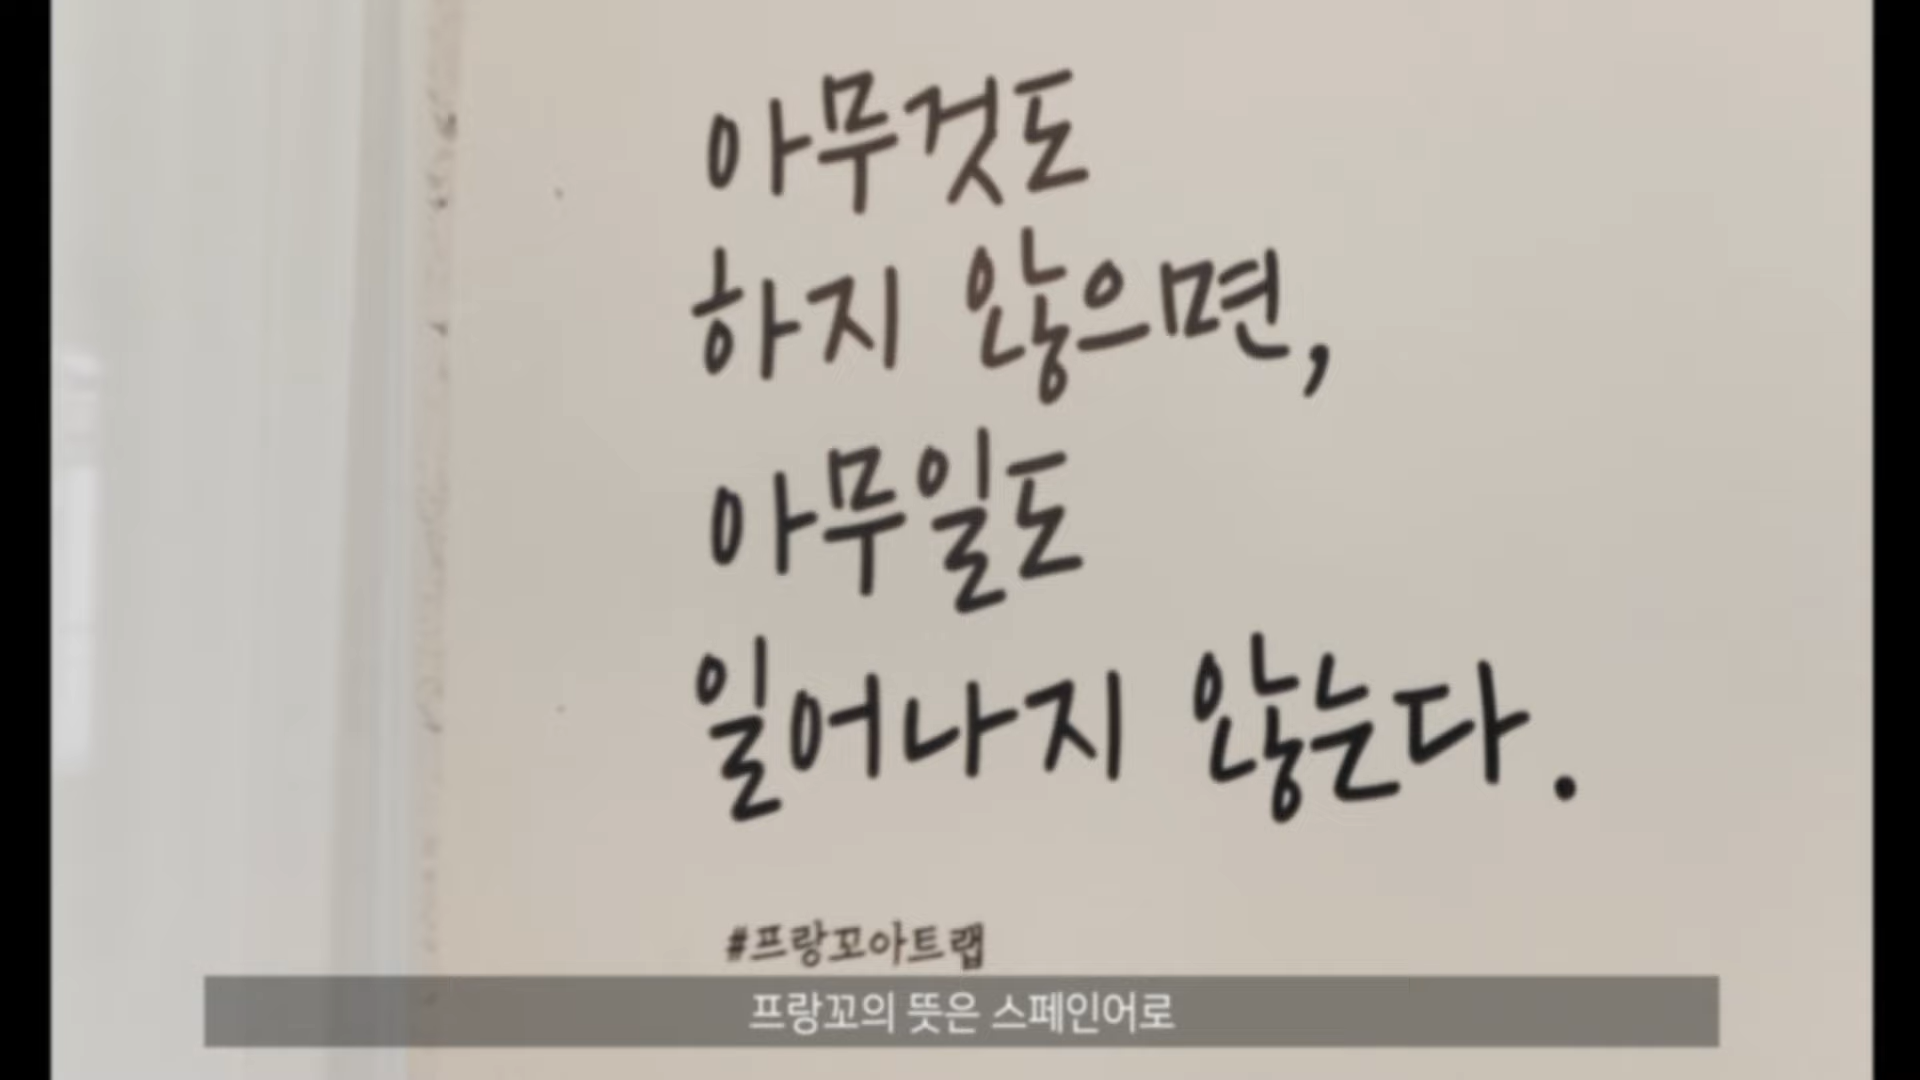 아무것도
하지 않으면,
아무일도
일어나지 않는다.
#프랑꼬아트랩
프랑꼬의 뜻은 스페인어로